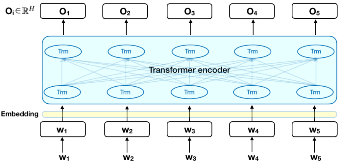 Oᵢ∈ℝᴴ O₁ O₂ O₃ O₄ O₅
Trm Trm Trm Trm Trm
Transformer encoder
Trm Trm Trm Trm Trm
Embedding
w₁ w₂ w₃ w₄ w₅
w₁ w₂ w₃ w₄ w₅